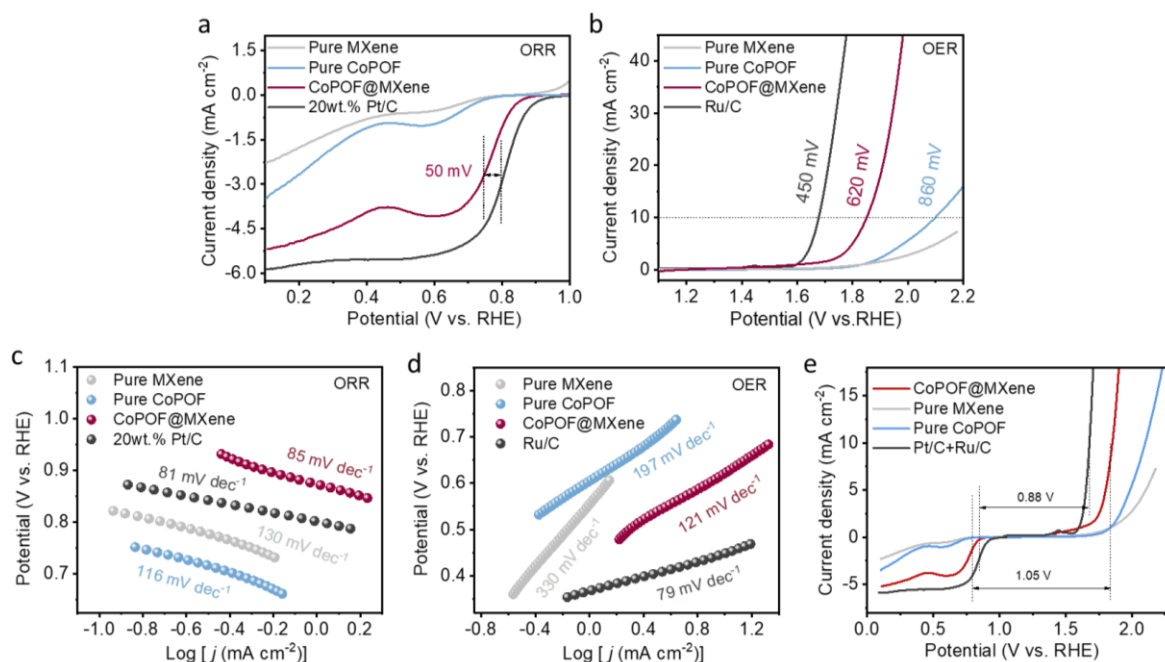 a
ORR
Pure MXene
Pure CoPOF
CoPOF@MXene
20wt.% Pt/C
50 mV
1.5
0.0
-1.5
-3.0
-4.5
-6.0
Current density (mA cm⁻²)
0.2 0.4 0.6 0.8 1.0
Potential (V vs. RHE)
b
OER
Pure MXene
Pure CoPOF
CoPOF@MXene
Ru/C
450 mV
620 mV
860 mV
40
30
20
10
0
Current density (mA cm⁻²)
1.2 1.4 1.6 1.8 2.0 2.2
Potential (V vs.RHE)
c
ORR
Pure MXene
Pure CoPOF
CoPOF@MXene
20wt.% Pt/C
85 mV dec⁻¹
81 mV dec⁻¹
130 mV dec⁻¹
116 mV dec⁻¹
1.1
1.0
0.9
0.8
0.7
Potential (V vs. RHE)
-1.0 -0.8 -0.6 -0.4 -0.2 0.0 0.2
Log [ j (mA cm⁻²)]
d
OER
Pure MXene
Pure CoPOF
CoPOF@MXene
Ru/C
197 mV dec⁻¹
121 mV dec⁻¹
330 mV dec⁻¹
79 mV dec⁻¹
0.8
0.7
0.6
0.5
0.4
Potential (V vs. RHE)
-0.6 -0.3 0.0 0.3 0.6 0.9 1.2
Log [ j (mA cm⁻²)]
e
CoPOF@MXene
Pure MXene
Pure CoPOF
Pt/C+Ru/C
0.88 V
1.05 V
15
10
5
0
-5
Current density (mA cm⁻²)
0.0 0.5 1.0 1.5 2.0
Potential (V vs. RHE)